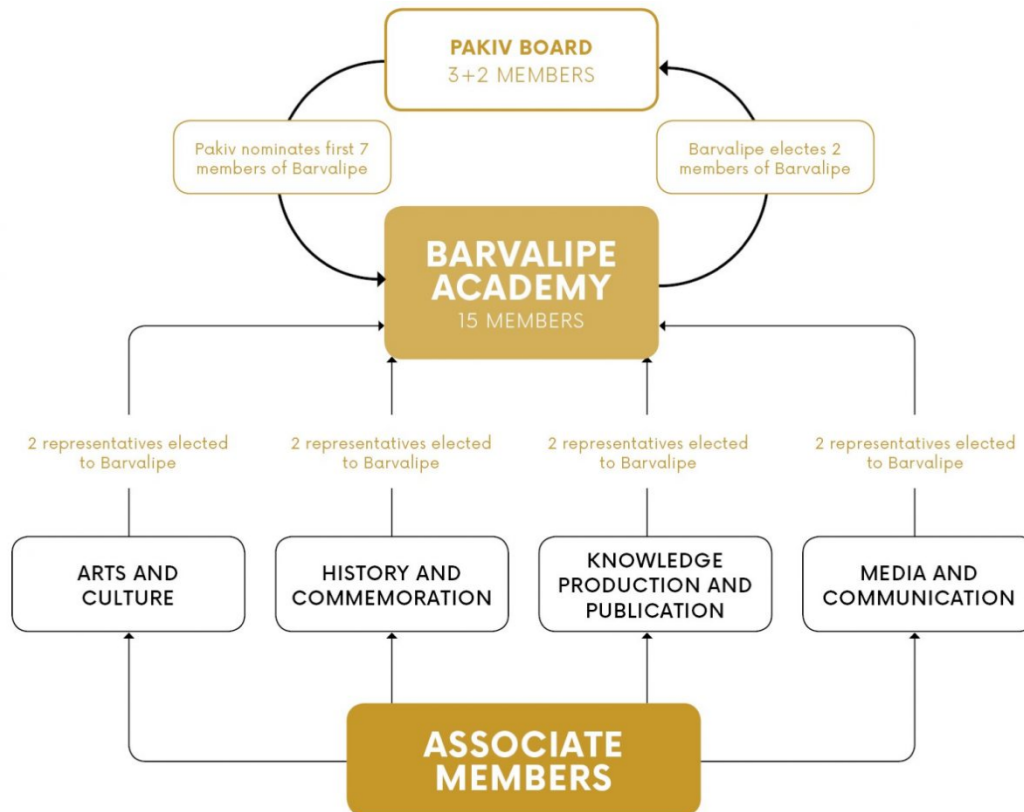 PAKIV BOARD
3+2 MEMBERS
Pakiv nominates first 7
members of Barvalipe
Barvalipe electes 2
members of Barvalipe
BARVALIPE
ACADEMY
15 MEMBERS
2 representatives elected
to Barvalipe
2 representatives elected
to Barvalipe
2 representatives elected
to Barvalipe
2 representatives elected
to Barvalipe
ARTS AND
CULTURE
HISTORY AND
COMMEMORATION
KNOWLEDGE
PRODUCTION AND
PUBLICATION
MEDIA AND
COMMUNICATION
ASSOCIATE
MEMBERS